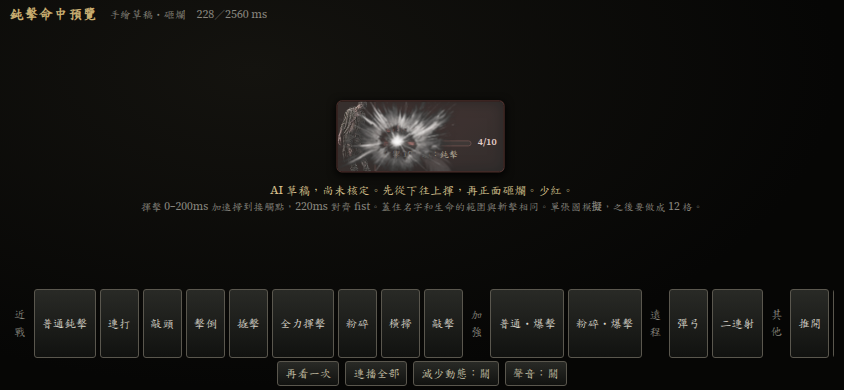 鈍擊命中預覽 手繪草稿・砸爛 228／2560 ms
4/10
鈍擊
AI 草稿，尚未核定。先從下往上揮，再正面砸爛。少紅。
揮擊 0–200ms 加速掃到接觸點，220ms 對齊 fist。蓋住名字和生命的範圍與斬擊相同。單張圖模擬，之後要做成 12 格。
近戰 普通鈍擊 連打 敲頭 擊倒 撬擊 全力揮擊 粉碎 橫掃 敲擊 加強 普通・爆擊 粉碎・爆擊 遠程 彈弓 二連射 其他 推開
再看一次 連播全部 減少動態：關 聲音：關